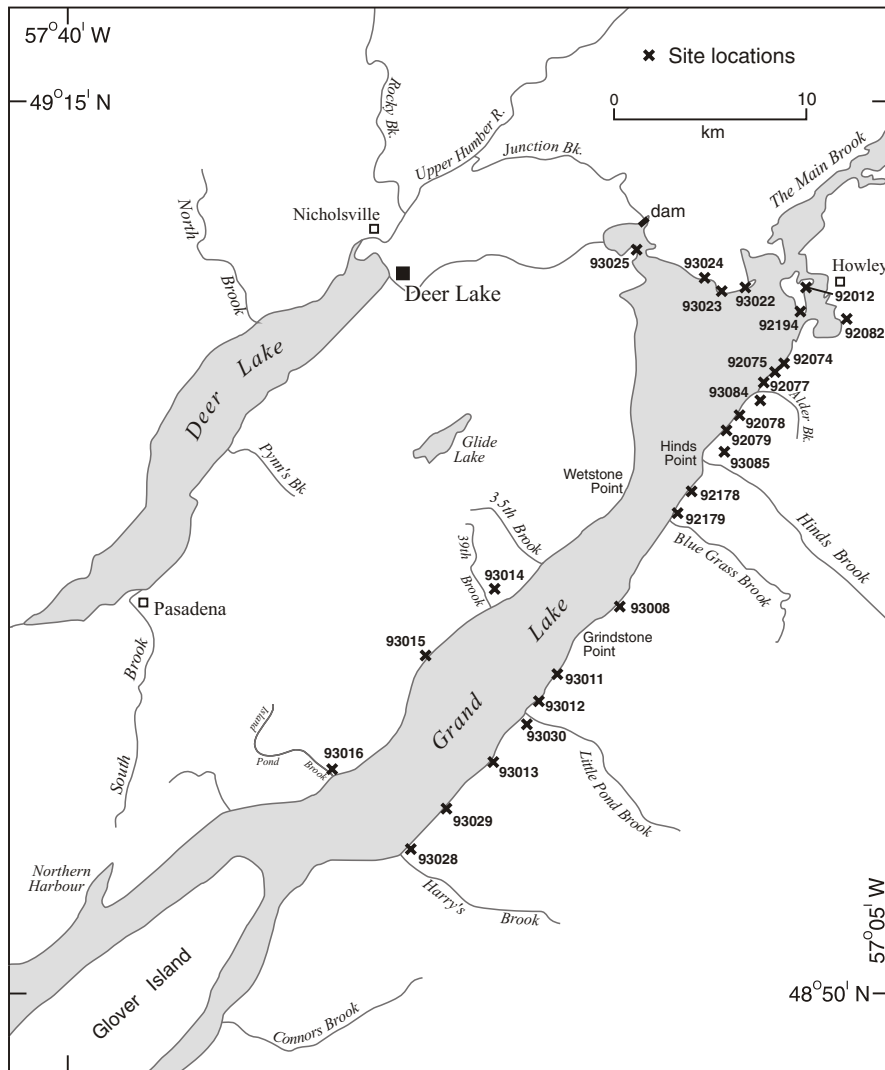 57°40' W
49°15' N
Site locations
0
10
km
Rocky Bk.
Upper Humber R.
Junction Bk.
The Main Brook
North
Brook
Nicholsville
dam
Deer Lake
93025
93024
93023
93022
Howley
92012
92194
92082
Deer Lake
92075
92074
92077
93084
Alder Bk.
92078
92079
93085
Glide
Lake
Pynn's Bk.
Hinds
Point
Wetstone
Point
92178
92179
Hinds Brook
Blue Grass Brook
35th Brook
39th
Brook
93014
Pasadena
93008
Grindstone
Point
93015
93011
93012
93030
Grand Lake
South Brook
Island
Pond
Brook
93016
93013
Little Pond Brook
93029
93028
Harry's
Brook
Northern
Harbour
Glover Island
Connors Brook
57°05' W
48°50' N